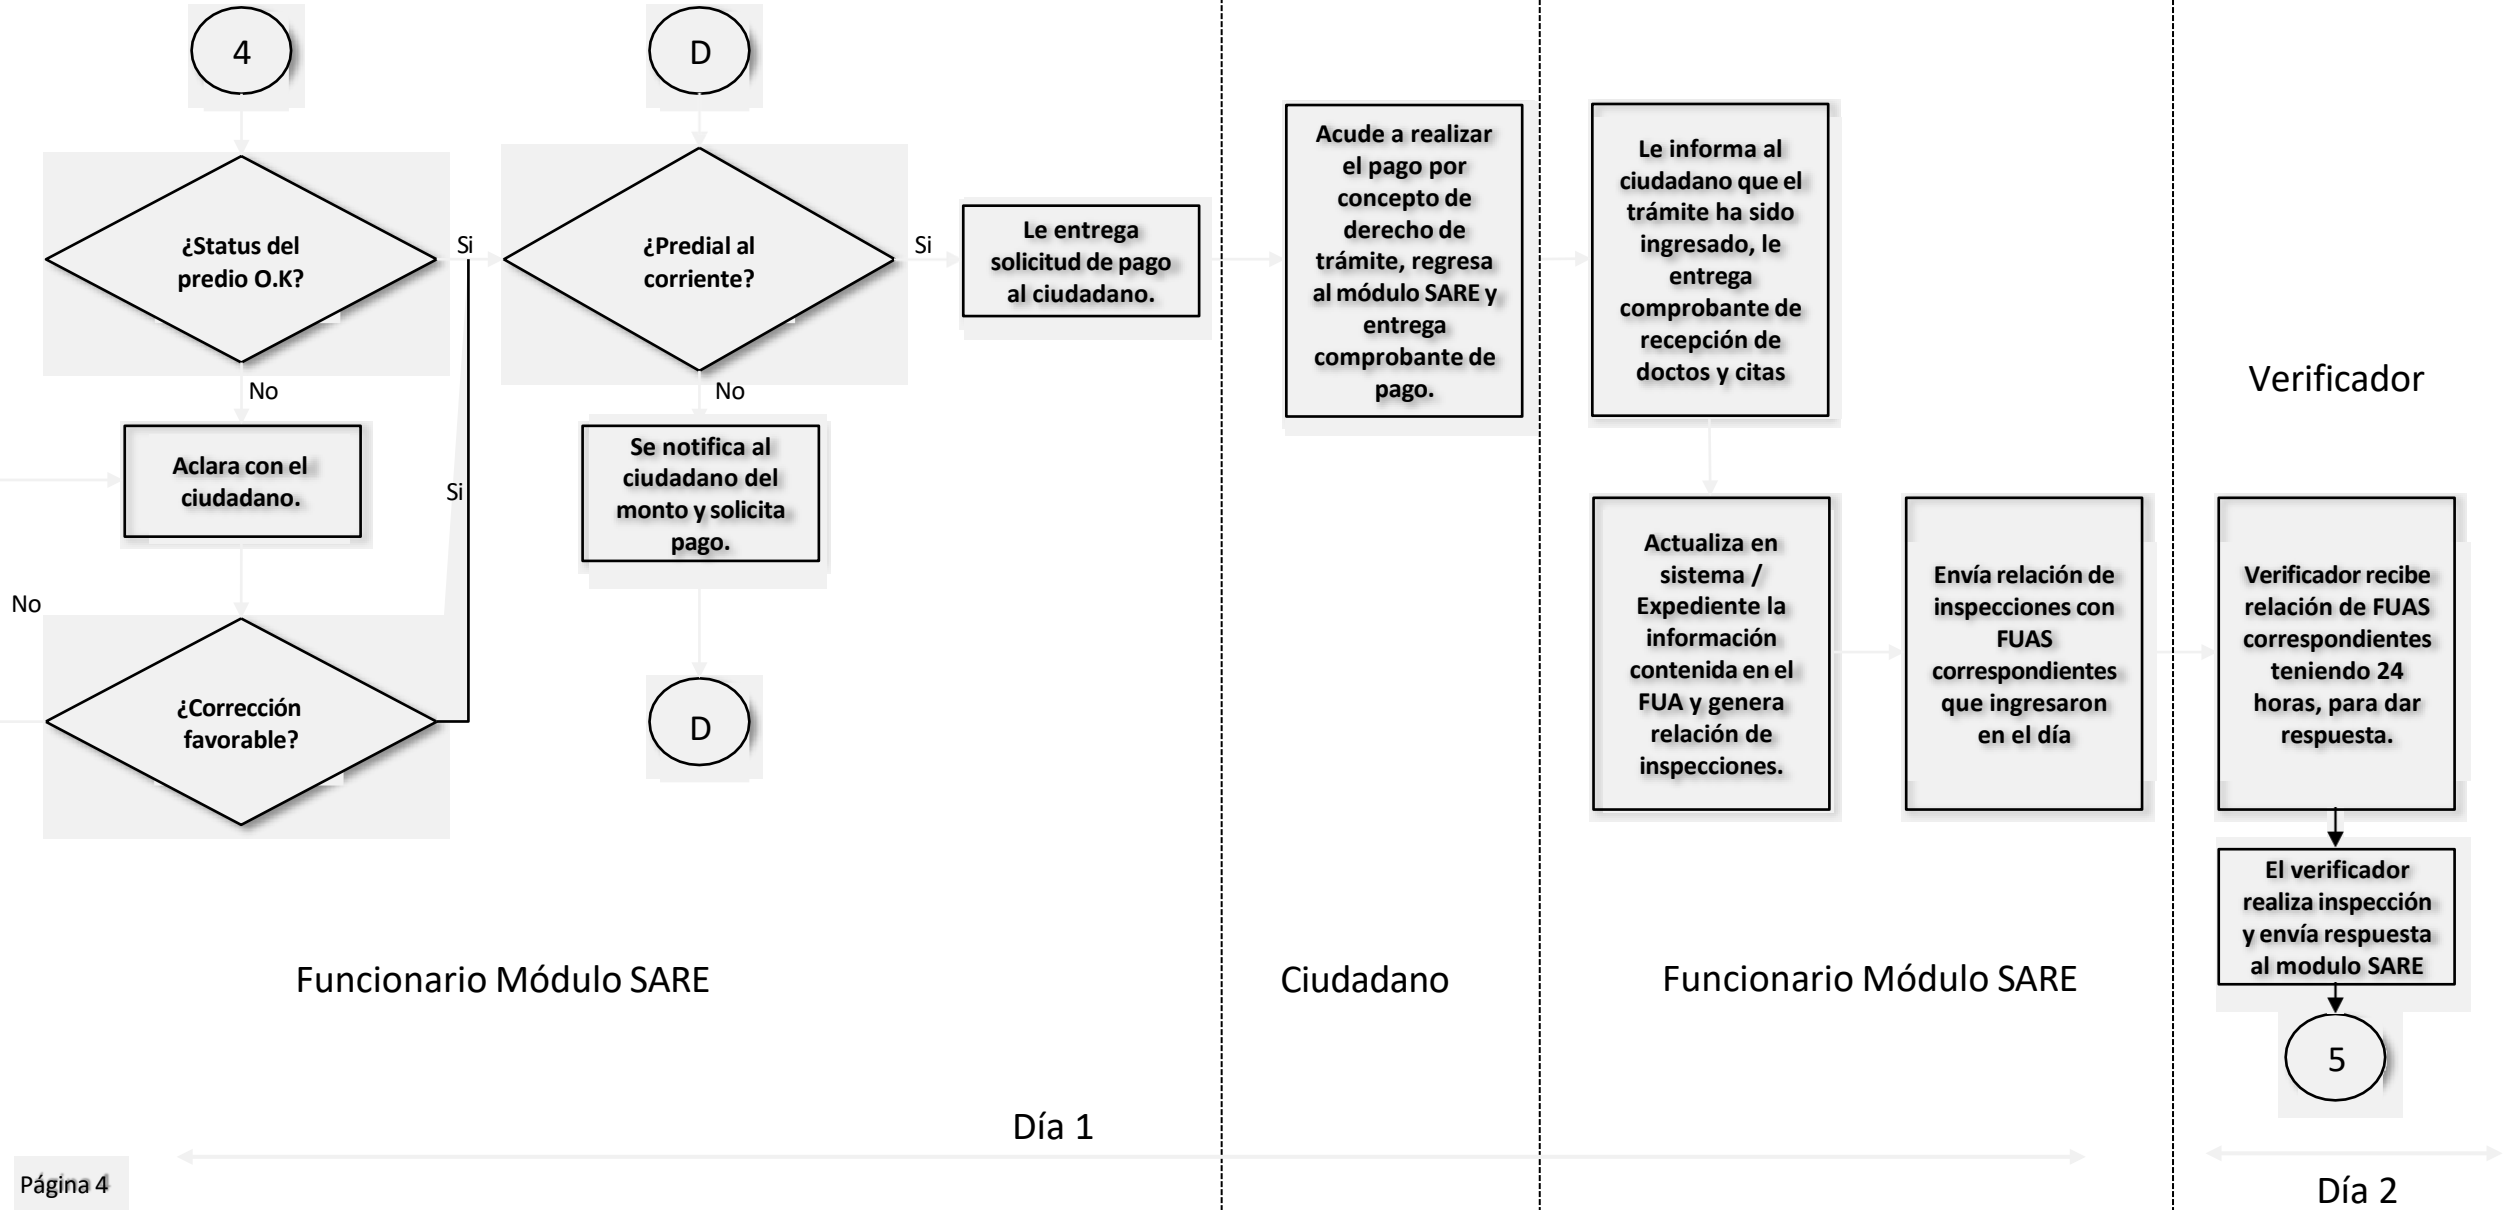 4
D
¿Status del
predio O.K?
Si
¿Predial al
corriente?
Si
Le entrega
solicitud de pago
al ciudadano.
Acude a realizar
el pago por
concepto de
derecho de
trámite, regresa
al módulo SARE y
entrega
comprobante de
pago.
Le informa al
ciudadano que el
trámite ha sido
ingresado, le
entrega
comprobante de
recepción de
doctos y citas
Verificador
No
No
Aclara con el
ciudadano.
Si
Se notifica al
ciudadano del
monto y solicita
pago.
No
¿Corrección
favorable?
D
Actualiza en
sistema /
Expediente la
información
contenida en el
FUA y genera
relación de
inspecciones.
Envía relación de
inspecciones con
FUAS
correspondientes
que ingresaron
en el día
Verificador recibe
relación de FUAS
correspondientes
teniendo 24
horas, para dar
respuesta.
El verificador
realiza inspección
y envía respuesta
al modulo SARE
5
Funcionario Módulo SARE
Ciudadano
Funcionario Módulo SARE
Día 1
Página 4
Día 2